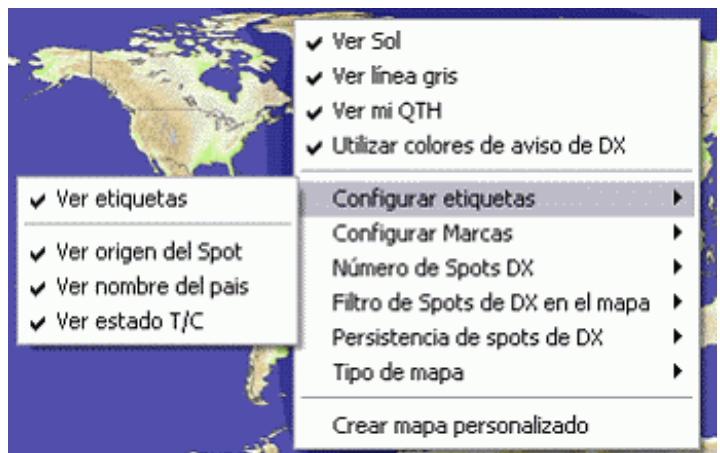 Ver Sol
Ver línea gris
Ver mi QTH
Utilizar colores de aviso de DX
Configurar etiquetas
Configurar Marcas
Número de Spots DX
Filtro de Spots de DX en el mapa
Persistencia de spots de DX
Tipo de mapa
Crear mapa personalizado
Ver etiquetas
Ver origen del Spot
Ver nombre del pais
Ver estado T/C